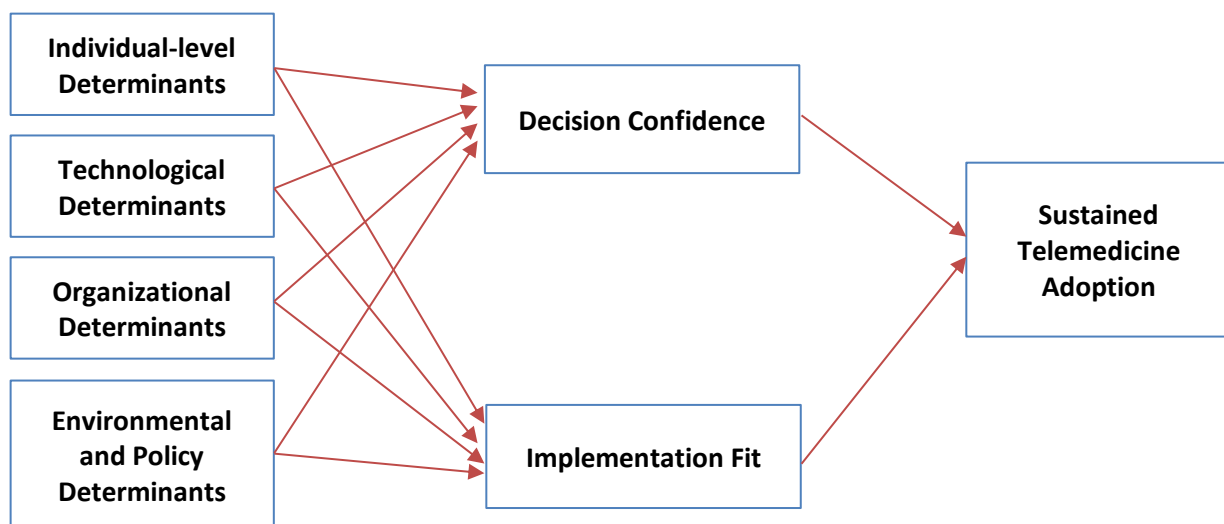 Individual-level
Determinants
Technological
Determinants
Organizational
Determinants
Environmental
and Policy
Determinants
Decision Confidence
Implementation Fit
Sustained
Telemedicine
Adoption